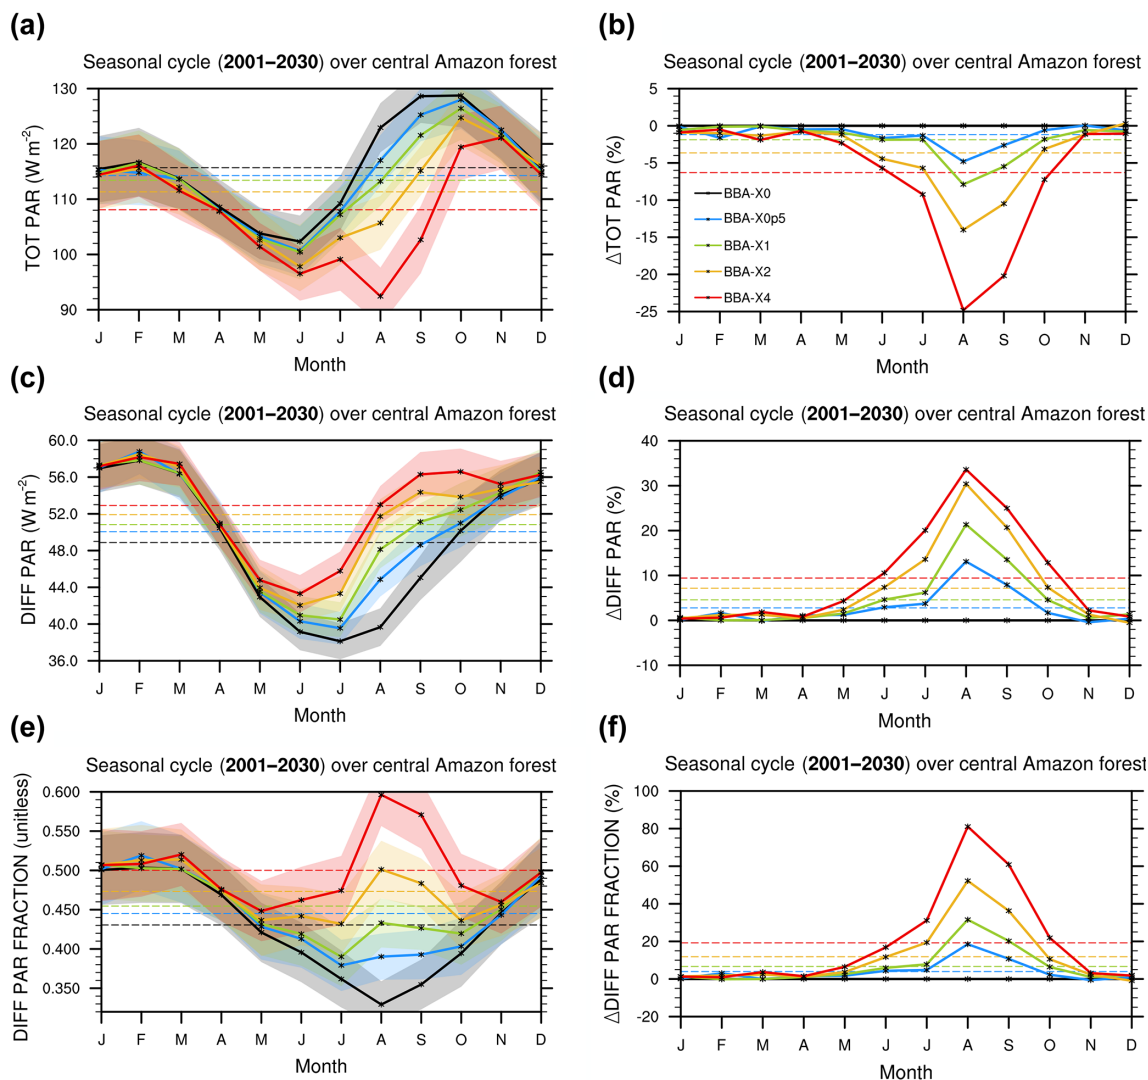 (a)
Seasonal cycle (2001–2030) over central Amazon forest
TOT PAR (W m-2)
130
120
110
100
90
J F M A M J J A S O N D
Month
(b)
Seasonal cycle (2001–2030) over central Amazon forest
△TOT PAR (%)
5
0
-5
-10
-15
-20
-25
BBA-X0
BBA-X0p5
BBA-X1
BBA-X2
BBA-X4
J F M A M J J A S O N D
Month
(c)
Seasonal cycle (2001–2030) over central Amazon forest
DIFF PAR (W m-2)
60.0
56.0
52.0
48.0
44.0
40.0
36.0
J F M A M J J A S O N D
Month
(d)
Seasonal cycle (2001–2030) over central Amazon forest
△DIFF PAR (%)
40
30
20
10
0
-10
J F M A M J J A S O N D
Month
(e)
Seasonal cycle (2001–2030) over central Amazon forest
DIFF PAR FRACTION (unitless)
0.600
0.550
0.500
0.450
0.400
0.350
J F M A M J J A S O N D
Month
(f)
Seasonal cycle (2001–2030) over central Amazon forest
△DIFF PAR FRACTION (%)
100
80
60
40
20
0
-20
J F M A M J J A S O N D
Month